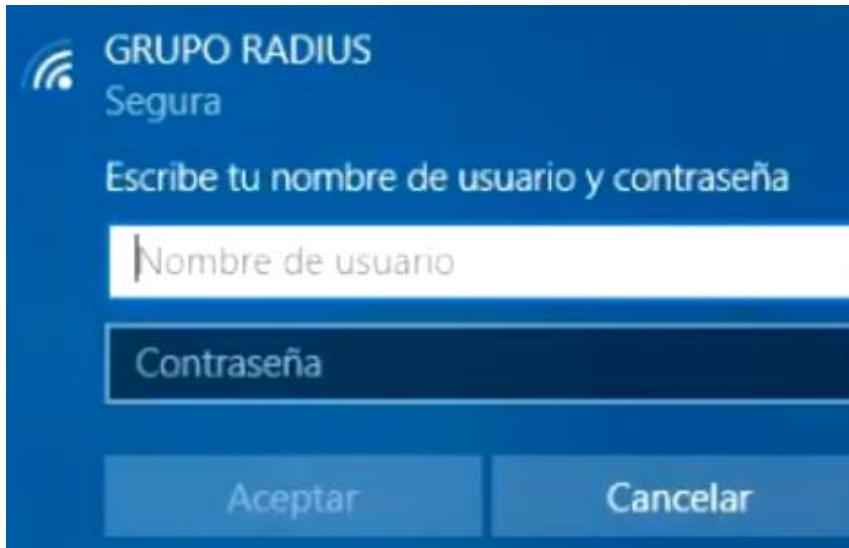 GRUPO RADIUS
Segura
Escribe tu nombre de usuario y contraseña
Nombre de usuario
Contraseña
Aceptar
Cancelar